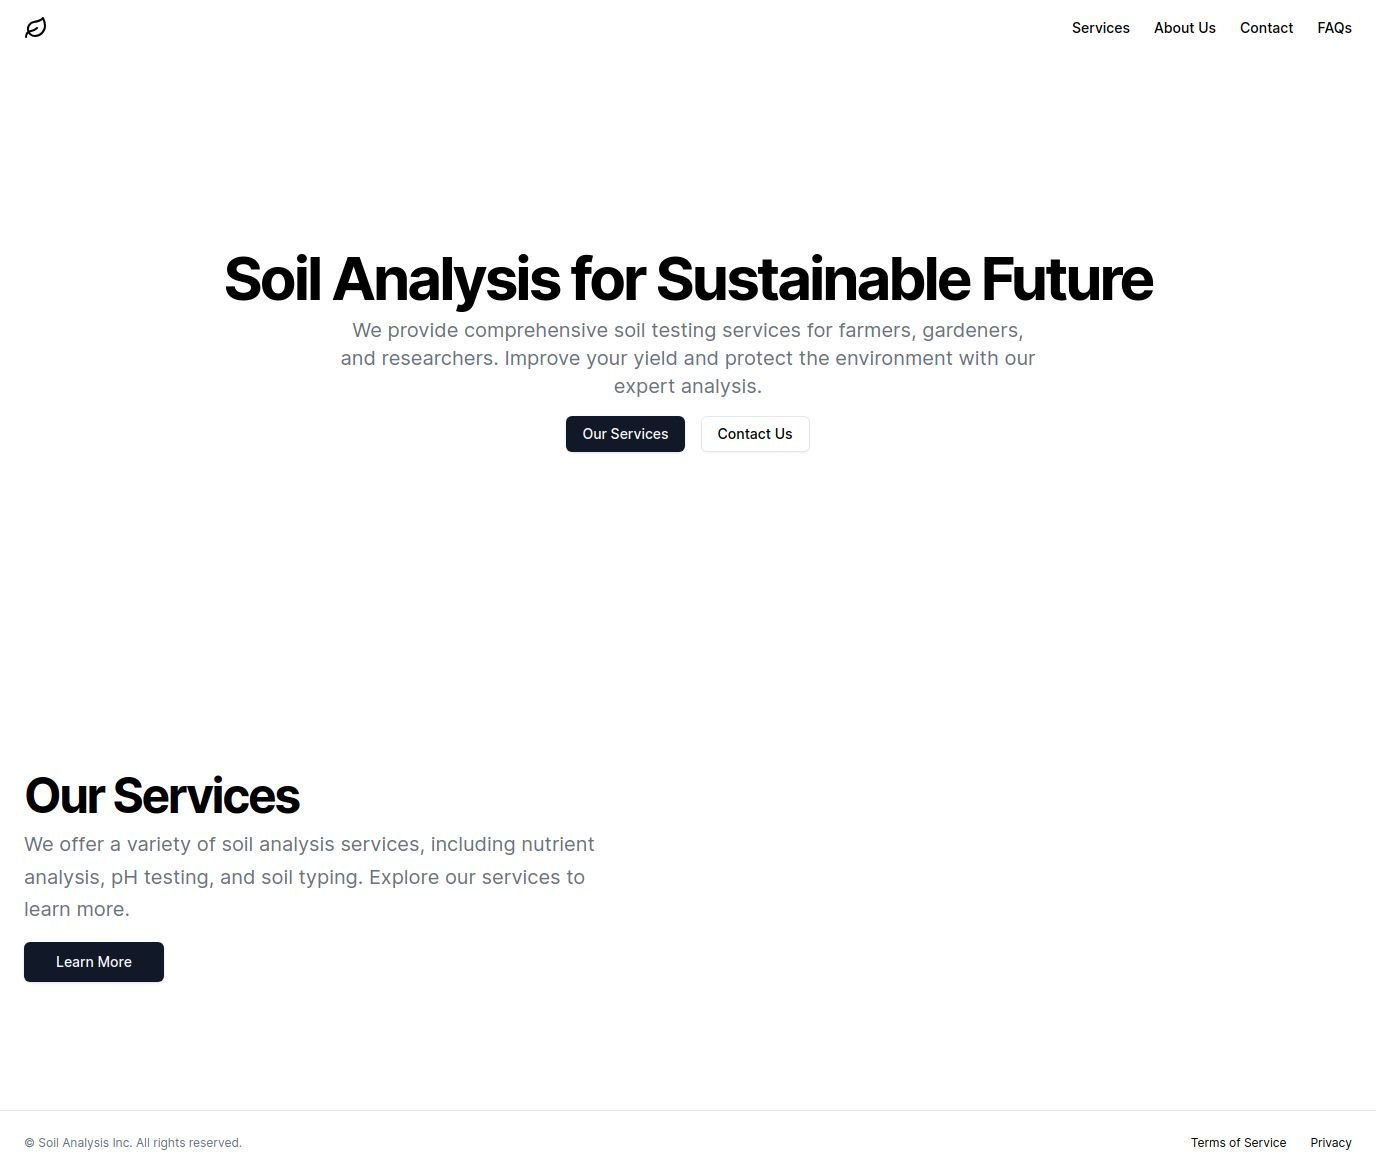 Services About Us Contact FAQs
Soil Analysis for Sustainable Future
We provide comprehensive soil testing services for farmers, gardeners,
and researchers. Improve your yield and protect the environment with our
expert analysis.
Our Services Contact Us
Our Services
We offer a variety of soil analysis services, including nutrient
analysis, pH testing, and soil typing. Explore our services to
learn more.
Learn More
© Soil Analysis Inc. All rights reserved. Terms of Service Privacy